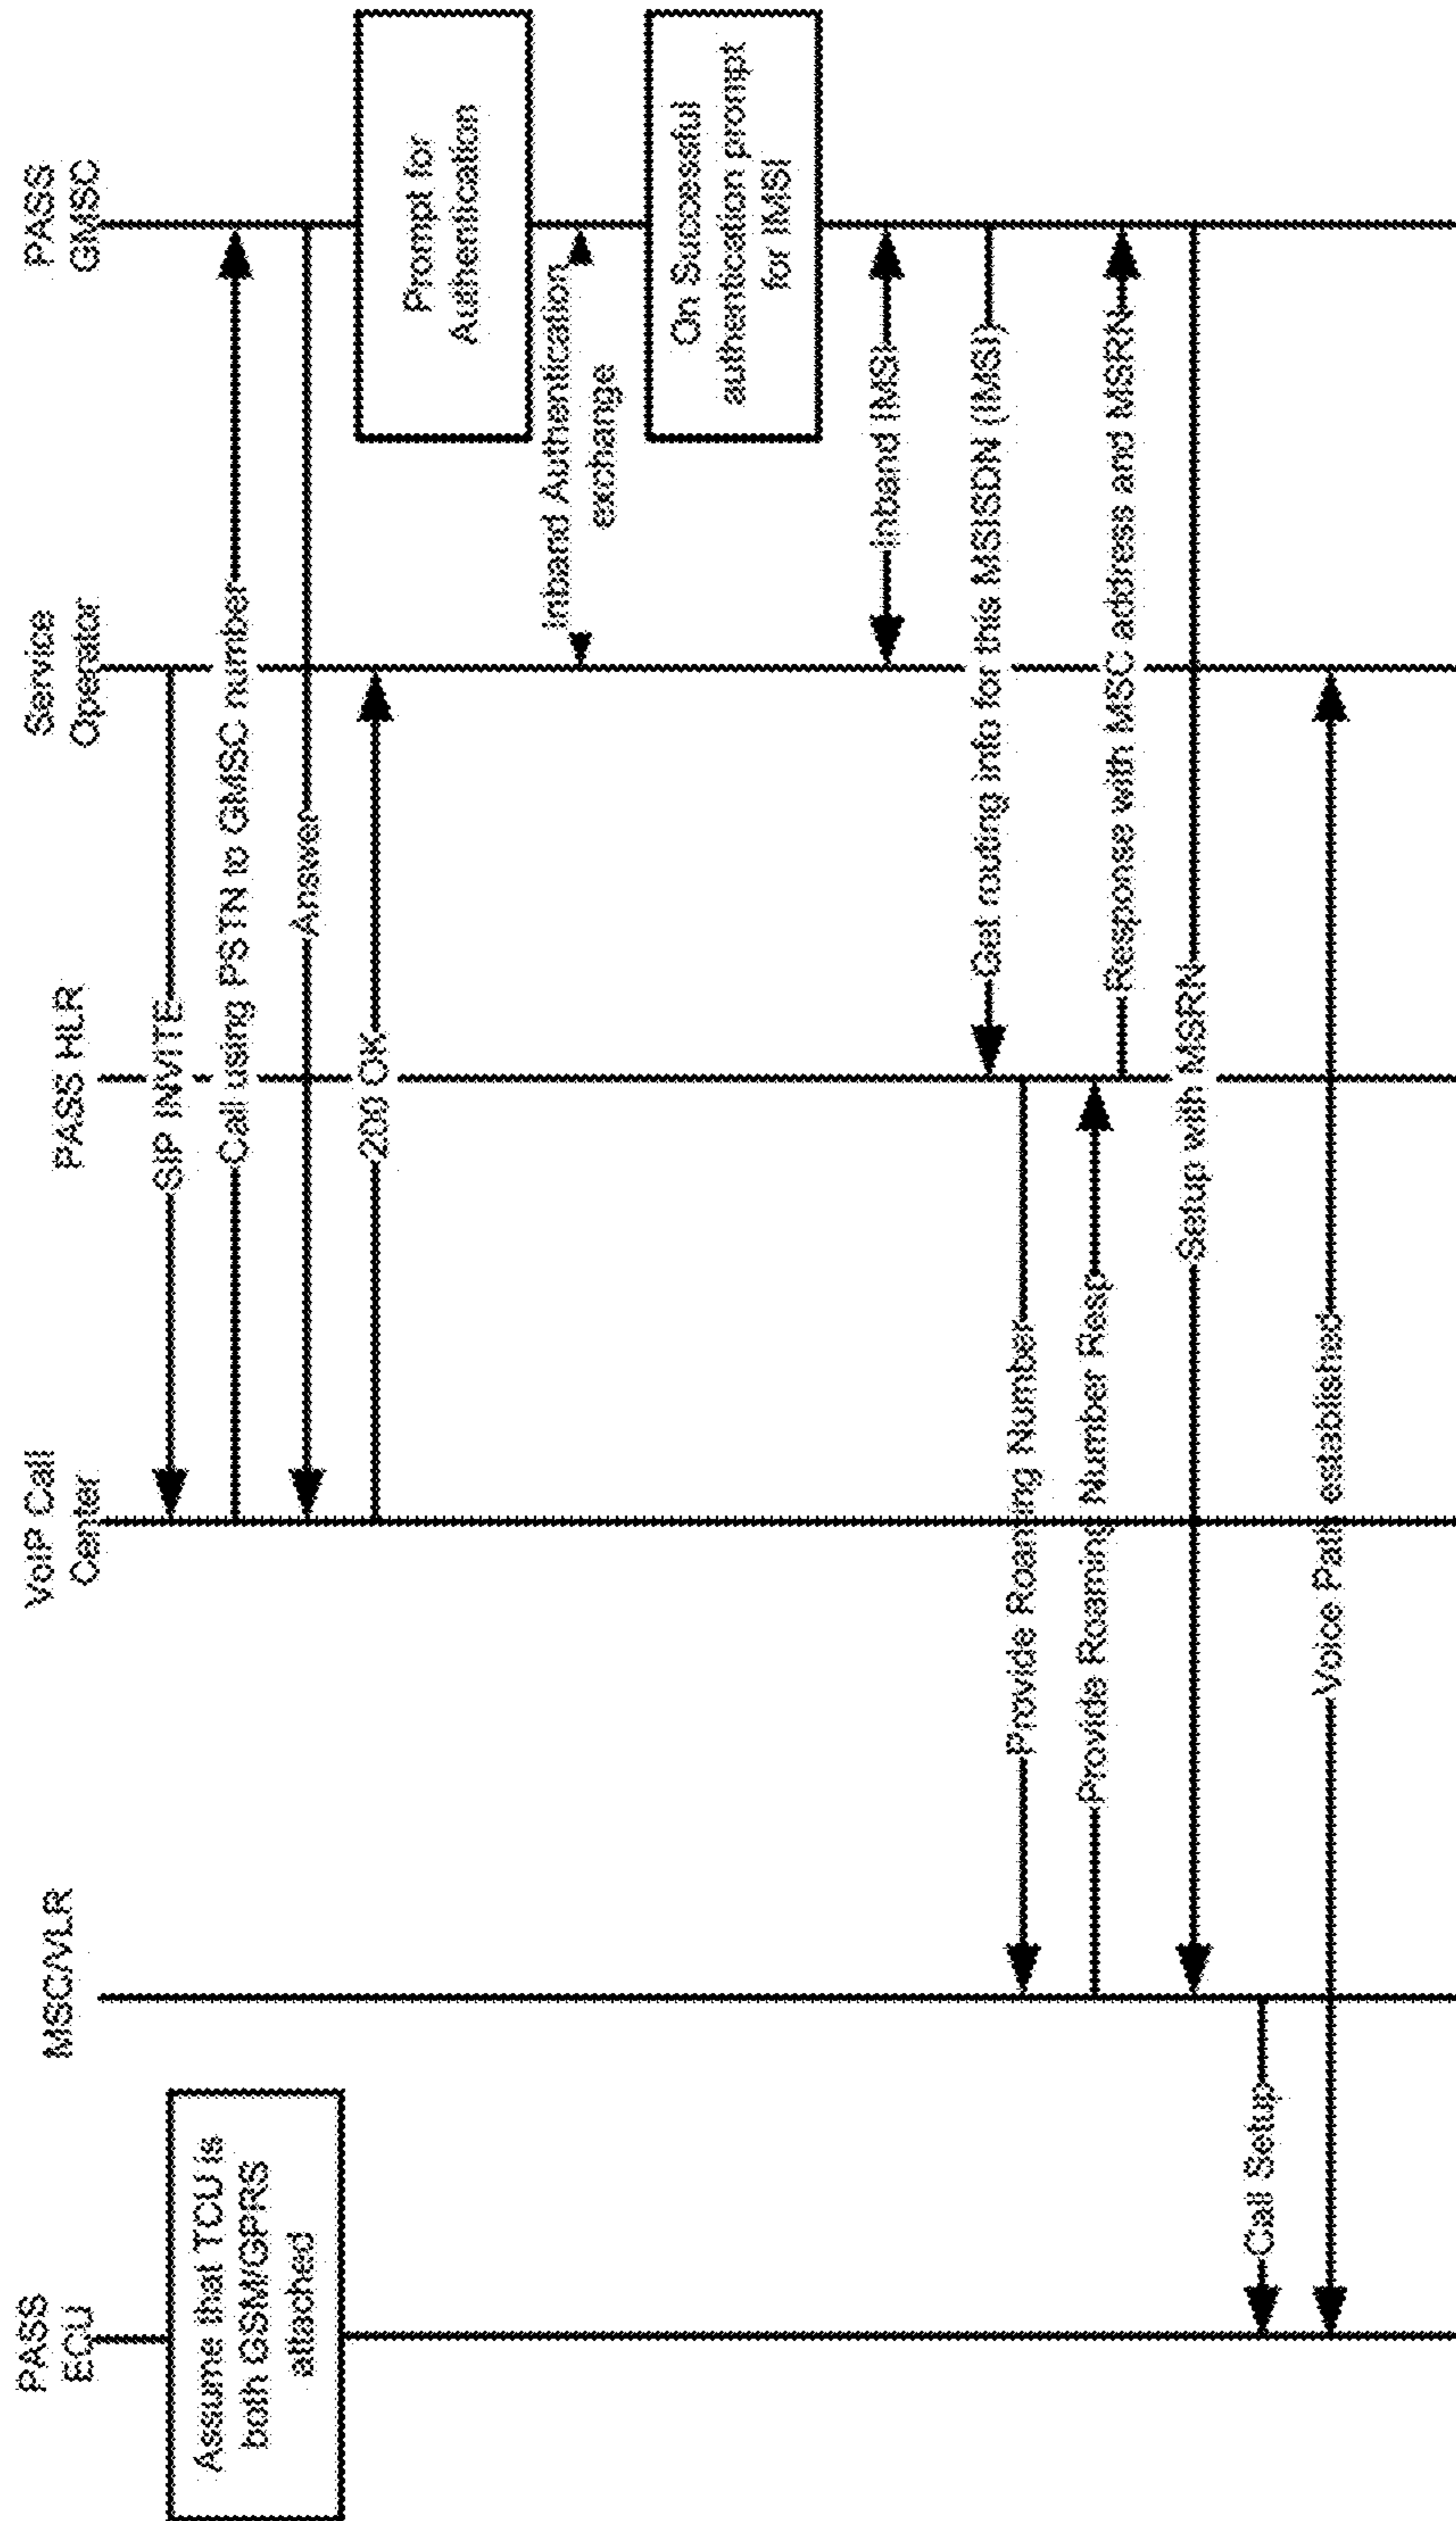 PASS
ECU
MSC/VLR
VoIP Call
Center
PASS HLR
Service
Operator
PASS
GMSC
Assume that TCU is
both GSM/GPRS
attached
SIP INVITE
Call using PSTN to GMSC number
Answer
200 OK
Prompt for
Authentication
Inband Authentication
exchange
On Successful
authentication prompt
for IMSI
Inband IMSI
Get routing info for this MSISDN (IMSI)
Provide Roaming Number
Provide Roaming Number Resp
Response with MSC address and MSRN
Setup with MSRN
Call Setup
Voice Path established